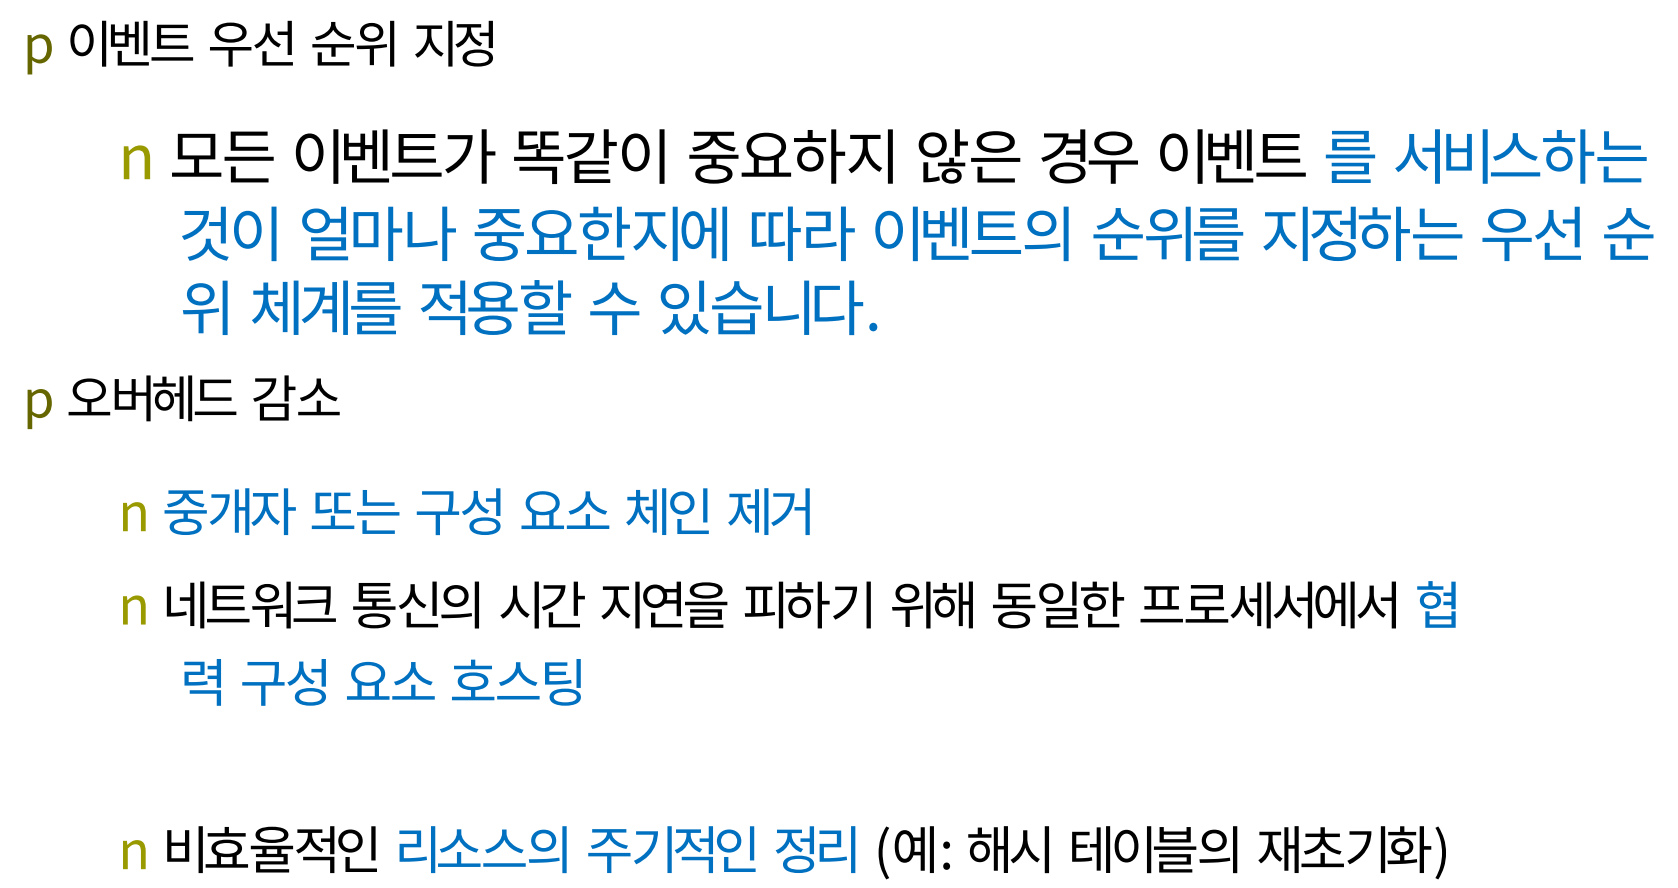 p 이벤트 우선 순위 지정
n 모든 이벤트가 똑같이 중요하지 않은 경우 이벤트 를 서비스하는
것이 얼마나 중요한지에 따라 이벤트의 순위를 지정하는 우선 순
위 체계를 적용할 수 있습니다.
p 오버헤드 감소
n 중개자 또는 구성 요소 체인 제거
n 네트워크 통신의 시간 지연을 피하기 위해 동일한 프로세서에서 협
력 구성 요소 호스팅
n 비효율적인 리소스의 주기적인 정리 (예: 해시 테이블의 재초기화)